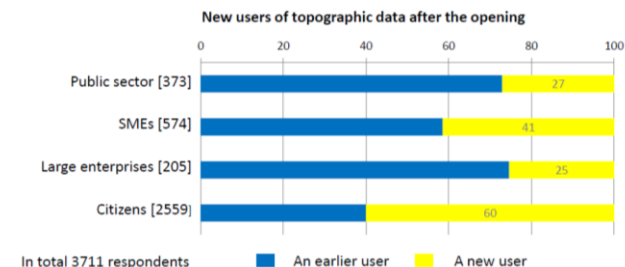 New users of topographic data after the opening
0 20 40 60 80 100
Public sector [373] 27
SMEs [574] 41
Large enterprises [205] 25
Citizens [2559] 60
In total 3711 respondents An earlier user A new user